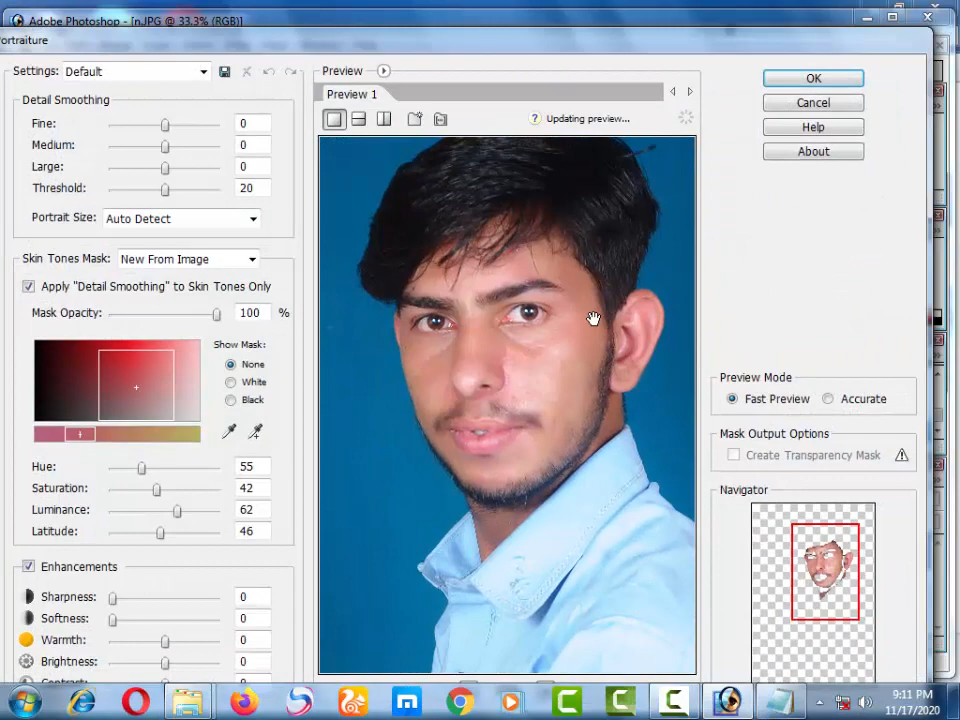 Adobe Photoshop - [n.JPG @ 33.3% (RGB)]
ortraiture
Settings: Default
Preview
OK
Detail Smoothing
Preview 1
Cancel
Fine: 0
Updating preview...
Help
Medium: 0
About
Large: 0
Threshold: 20
Portrait Size: Auto Detect
Skin Tones Mask: New From Image
Apply "Detail Smoothing" to Skin Tones Only
Mask Opacity: 100 %
Show Mask:
None
White
Black
Preview Mode
Fast Preview Accurate
Mask Output Options
Create Transparency Mask
Hue: 55
Saturation: 42
Navigator
Luminance: 62
Latitude: 46
Enhancements
Sharpness: 0
Softness: 0
Warmth: 0
Brightness: 0
9:11 PM
11/17/2020